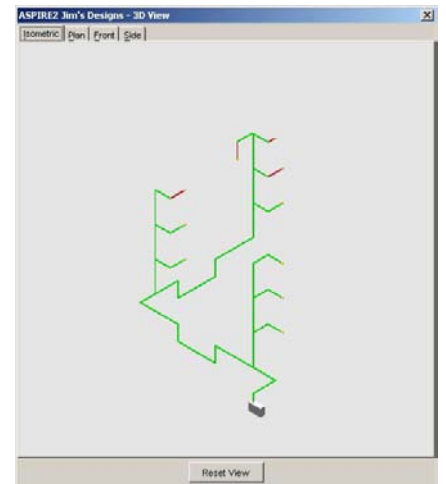 ASPIRE2 Jim's Designs - 3D View
Isometric Plan Front Side
Reset View